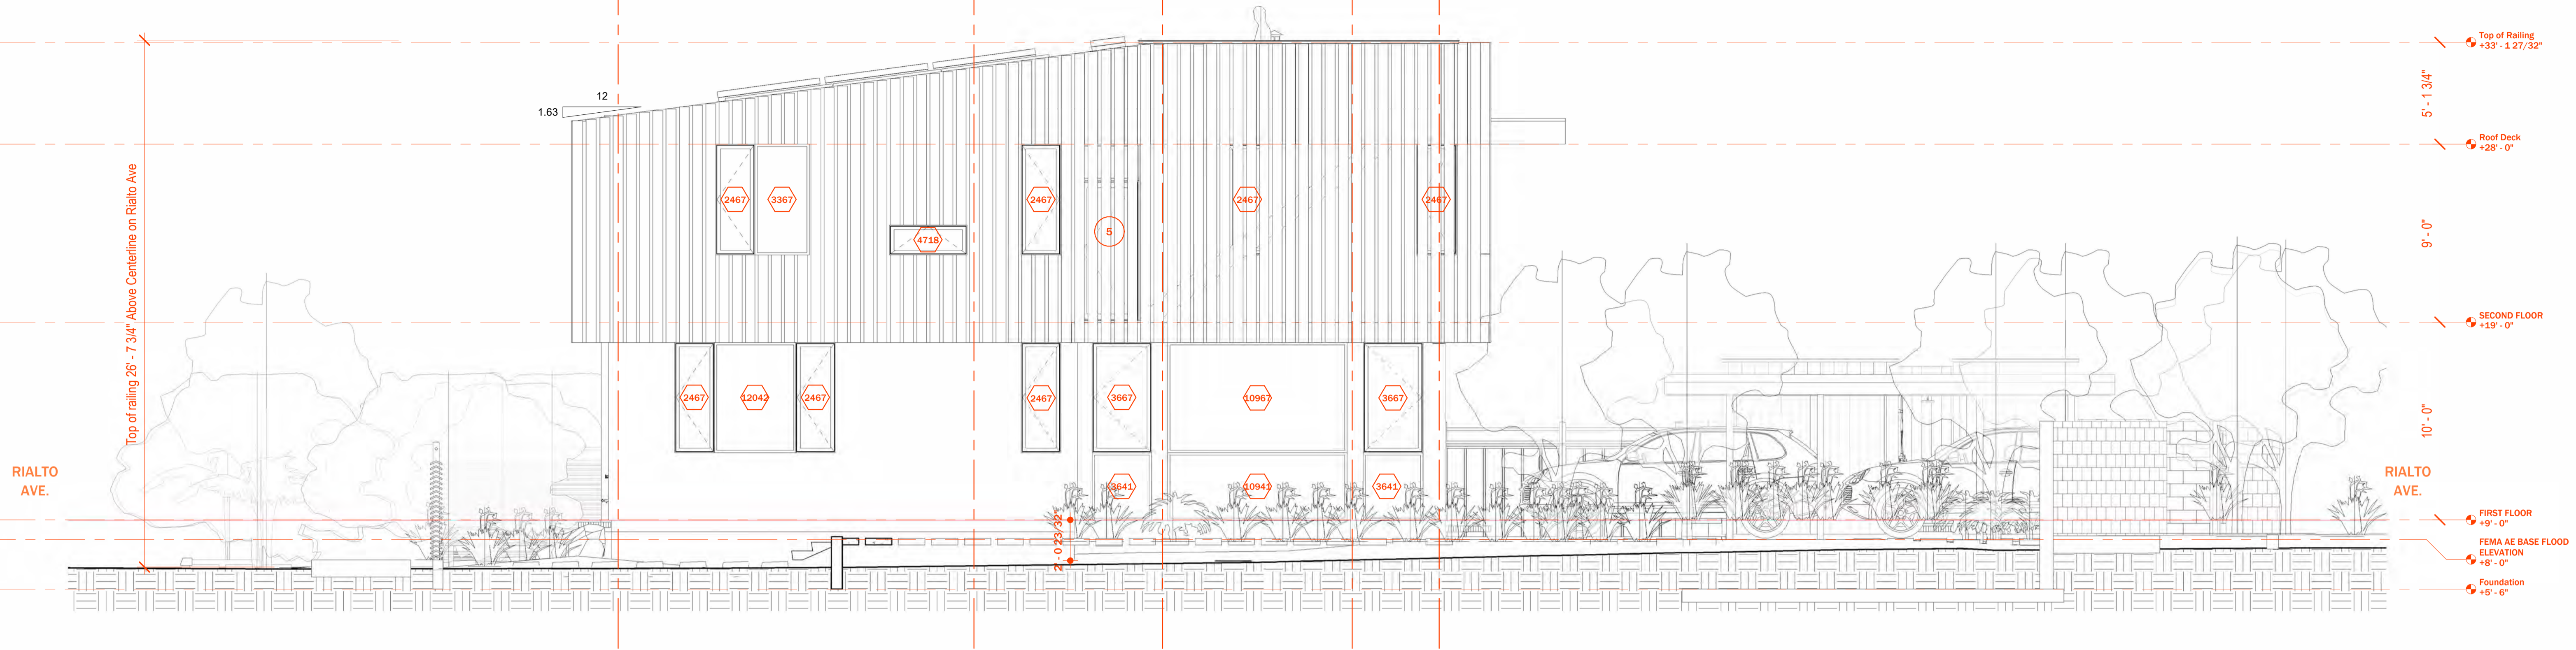 Top of Railing
+33' - 1 27/32"
5' - 1 3/4"
12
1.63
Roof Deck
+28' - 0"
Top of railing 26' - 7 3/4" Above Centerline on Rialto Ave
2467
3367
2467
2467
2467
4718
5
9' - 0"
SECOND FLOOR
+19' - 0"
2467
12042
2467
2467
3667
10967
3667
10' - 0"
RIALTO
AVE.
3641
10941
3641
RIALTO
AVE.
2' - 0 23/32"
FIRST FLOOR
+9' - 0"
FEMA AE BASE FLOOD
ELEVATION
+8' - 0"
Foundation
+5' - 6"